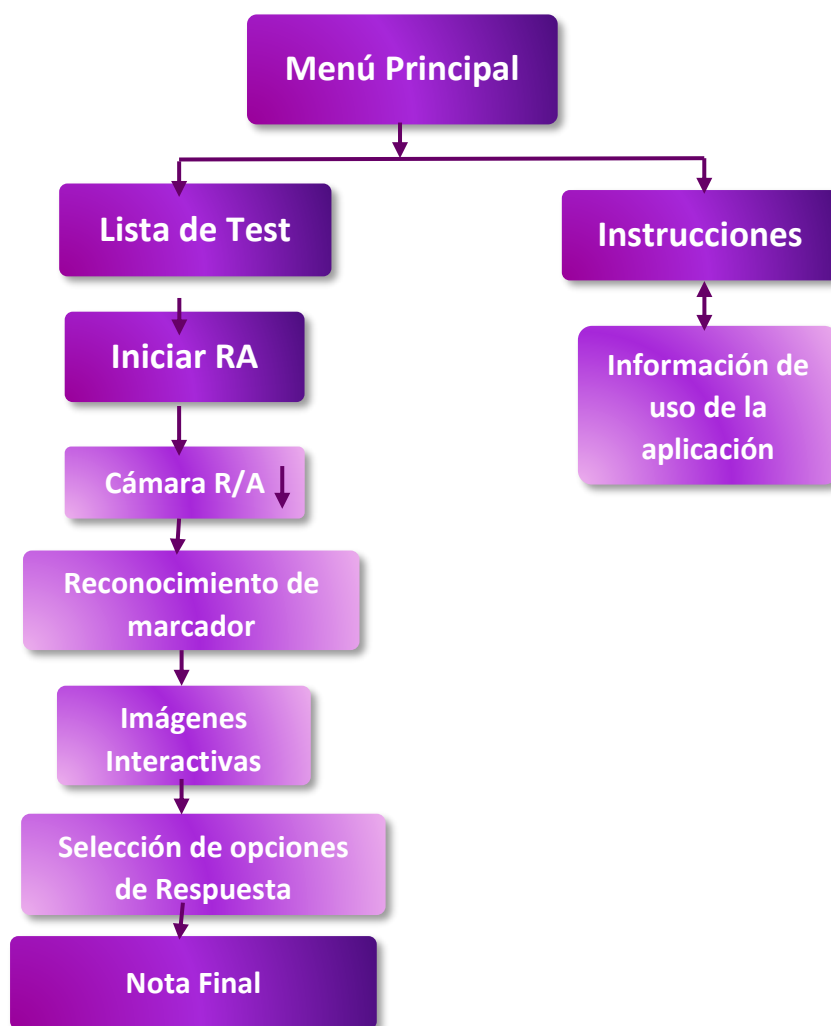 Menú Principal
Lista de Test
Instrucciones
Iniciar RA
Información de
uso de la
aplicación
Cámara R/A
Reconocimiento de
marcador
Imágenes
Interactivas
Selección de opciones
de Respuesta
Nota Final